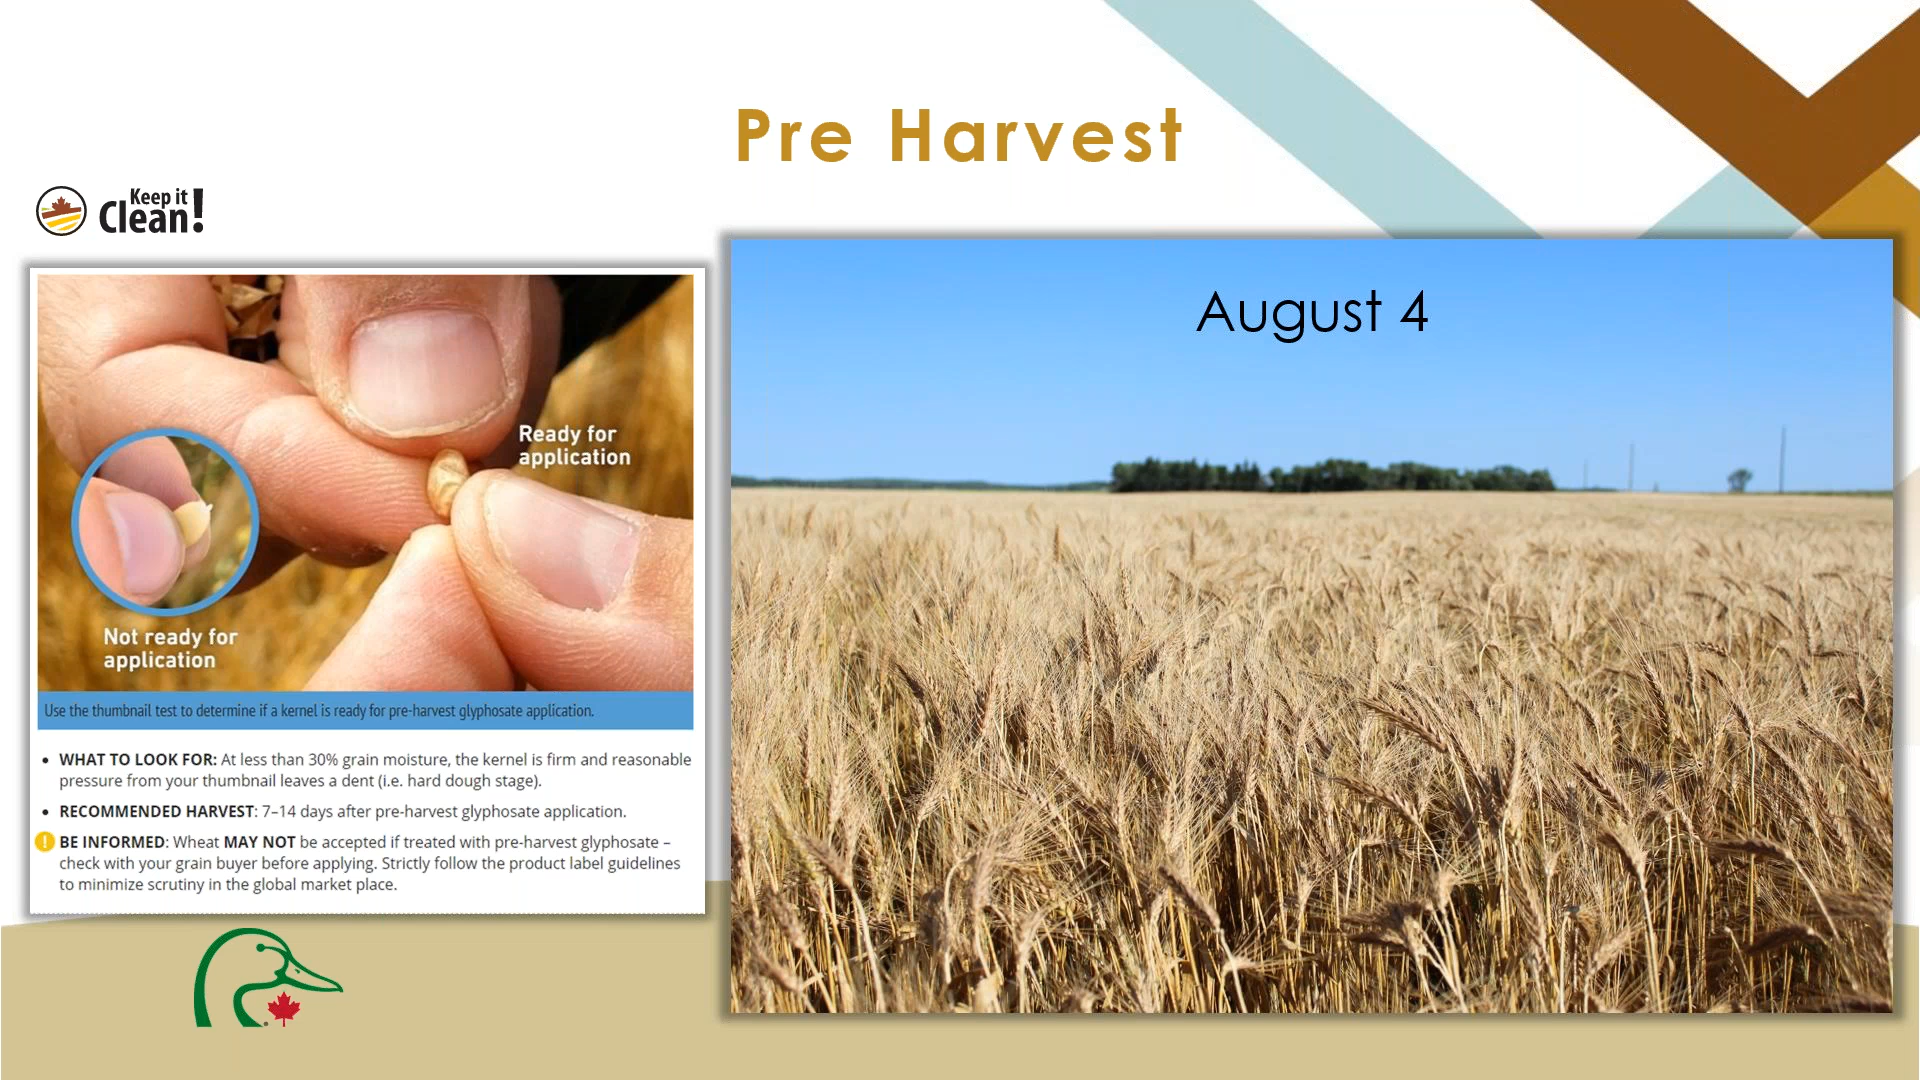 Pre Harvest
Keep it
Clean!
August 4
Ready for
application
Not ready for
application
Use the thumbnail test to determine if a kernel is ready for pre-harvest glyphosate application.
• WHAT TO LOOK FOR: At less than 30% grain moisture, the kernel is firm and reasonable
pressure from your thumbnail leaves a dent (i.e. hard dough stage).
• RECOMMENDED HARVEST: 7–14 days after pre-harvest glyphosate application.
! BE INFORMED: Wheat MAY NOT be accepted if treated with pre-harvest glyphosate –
check with your grain buyer before applying. Strictly follow the product label guidelines
to minimize scrutiny in the global market place.